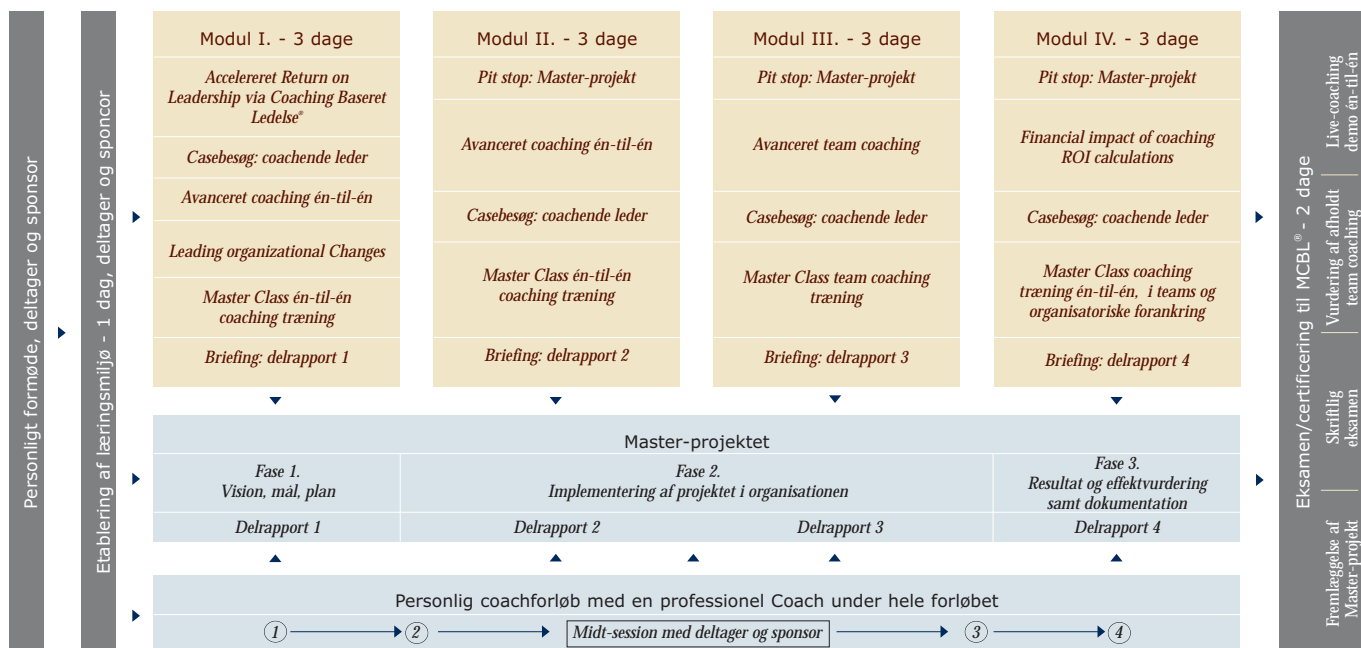 Personligt formøde, deltager og sponsor
Etablering af læringsmiljø - 1 dag, deltager og sponcor
Modul I. - 3 dage
Accelereret Return on
Leadership via Coaching Baseret
Ledelse®
Casebesøg: coachende leder
Avanceret coaching én-til-én
Leading organizational Changes
Master Class én-til-én
coaching træning
Briefing: delrapport 1
Modul II. - 3 dage
Pit stop: Master-projekt
Avanceret coaching én-til-én
Casebesøg: coachende leder
Master Class én-til-én
coaching træning
Briefing: delrapport 2
Modul III. - 3 dage
Pit stop: Master-projekt
Avanceret team coaching
Casebesøg: coachende leder
Master Class team coaching
træning
Briefing: delrapport 3
Modul IV. - 3 dage
Pit stop: Master-projekt
Financial impact of coaching
ROI calculations
Casebesøg: coachende leder
Master Class coaching
træning én-til-én, i teams og
organisatoriske forankring
Briefing: delrapport 4
Master-projektet
Fase 1.
Vision, mål, plan
Fase 2.
Implementering af projektet i organisationen
Fase 3.
Resultat og effektvurdering
samt dokumentation
Delrapport 1
Delrapport 2
Delrapport 3
Delrapport 4
Personlig coachforløb med en professionel Coach under hele forløbet
1
2
Midt-session med deltager og sponsor
3
4
Eksamen/certificering til MCBL® - 2 dage
Live-coaching
demo én-til-én
Vurdering af afholdt
team coaching
Skriftlig
eksamen
Fremlæggelse af
Master-projekt